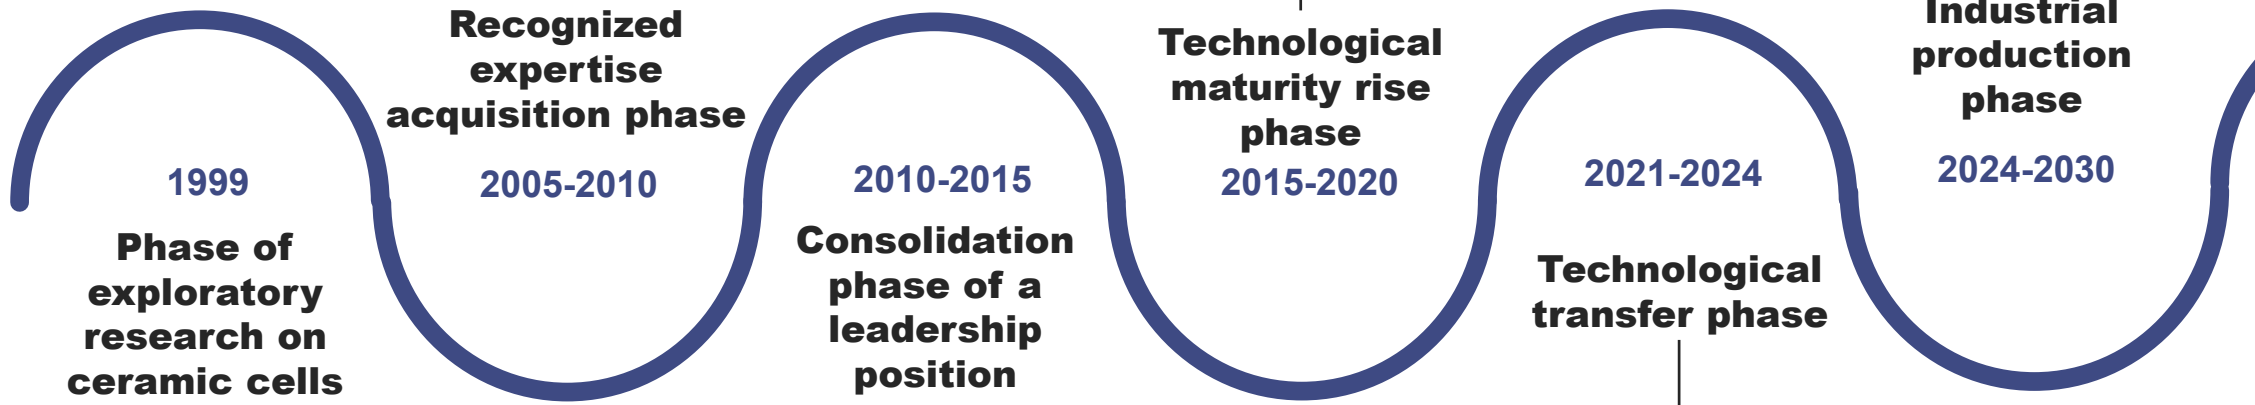 1999
Phase of
exploratory
research on
ceramic cells
Recognized
expertise
acquisition phase
2005-2010
2010-2015
Consolidation
phase of a
leadership
position
Technological
maturity rise
phase
2015-2020
2021-2024
Technological
transfer phase
Industrial
production
phase
2024-2030